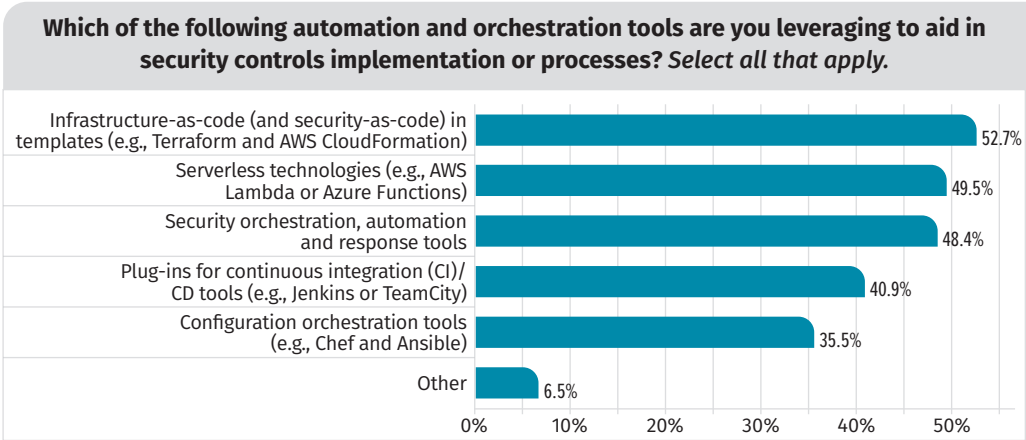 Which of the following automation and orchestration tools are you leveraging to aid in
security controls implementation or processes? Select all that apply.
Infrastructure-as-code (and security-as-code) in
templates (e.g., Terraform and AWS CloudFormation)
52.7%
Serverless technologies (e.g., AWS
Lambda or Azure Functions)
49.5%
Security orchestration, automation
and response tools
48.4%
Plug-ins for continuous integration (CI)/
CD tools (e.g., Jenkins or TeamCity)
40.9%
Configuration orchestration tools
(e.g., Chef and Ansible)
35.5%
Other
6.5%
0% 10% 20% 30% 40% 50%